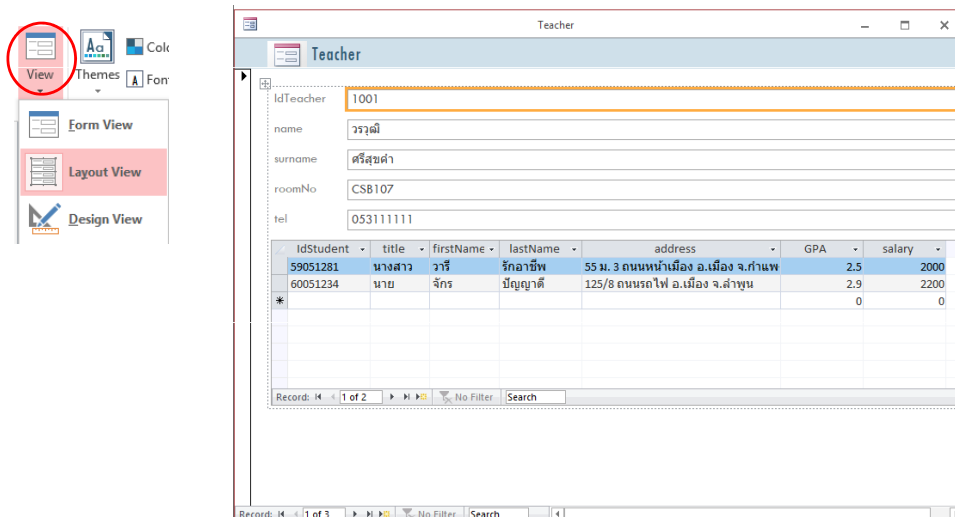 View
Themes
Aa
Colo
A Fon
Form View
Layout View
Design View
Teacher
Teacher
IdTeacher 1001
name วรวุฒิ
surname ศรีสุขคำ
roomNo CSB107
tel 053111111
IdStudent title firstName lastName address GPA salary
59051281 นางสาว วารี รักอาชีพ 55 ม. 3 ถนนหน้าเมือง อ.เมือง จ.กำแพ 2.5 2000
60051234 นาย จักร ปัญญาดี 125/8 ถนนรถไฟ อ.เมือง จ.ลำพูน 2.9 2200
0 0
Record: 1 of 2 No Filter Search
Record: 1 of 3 No Filter Search